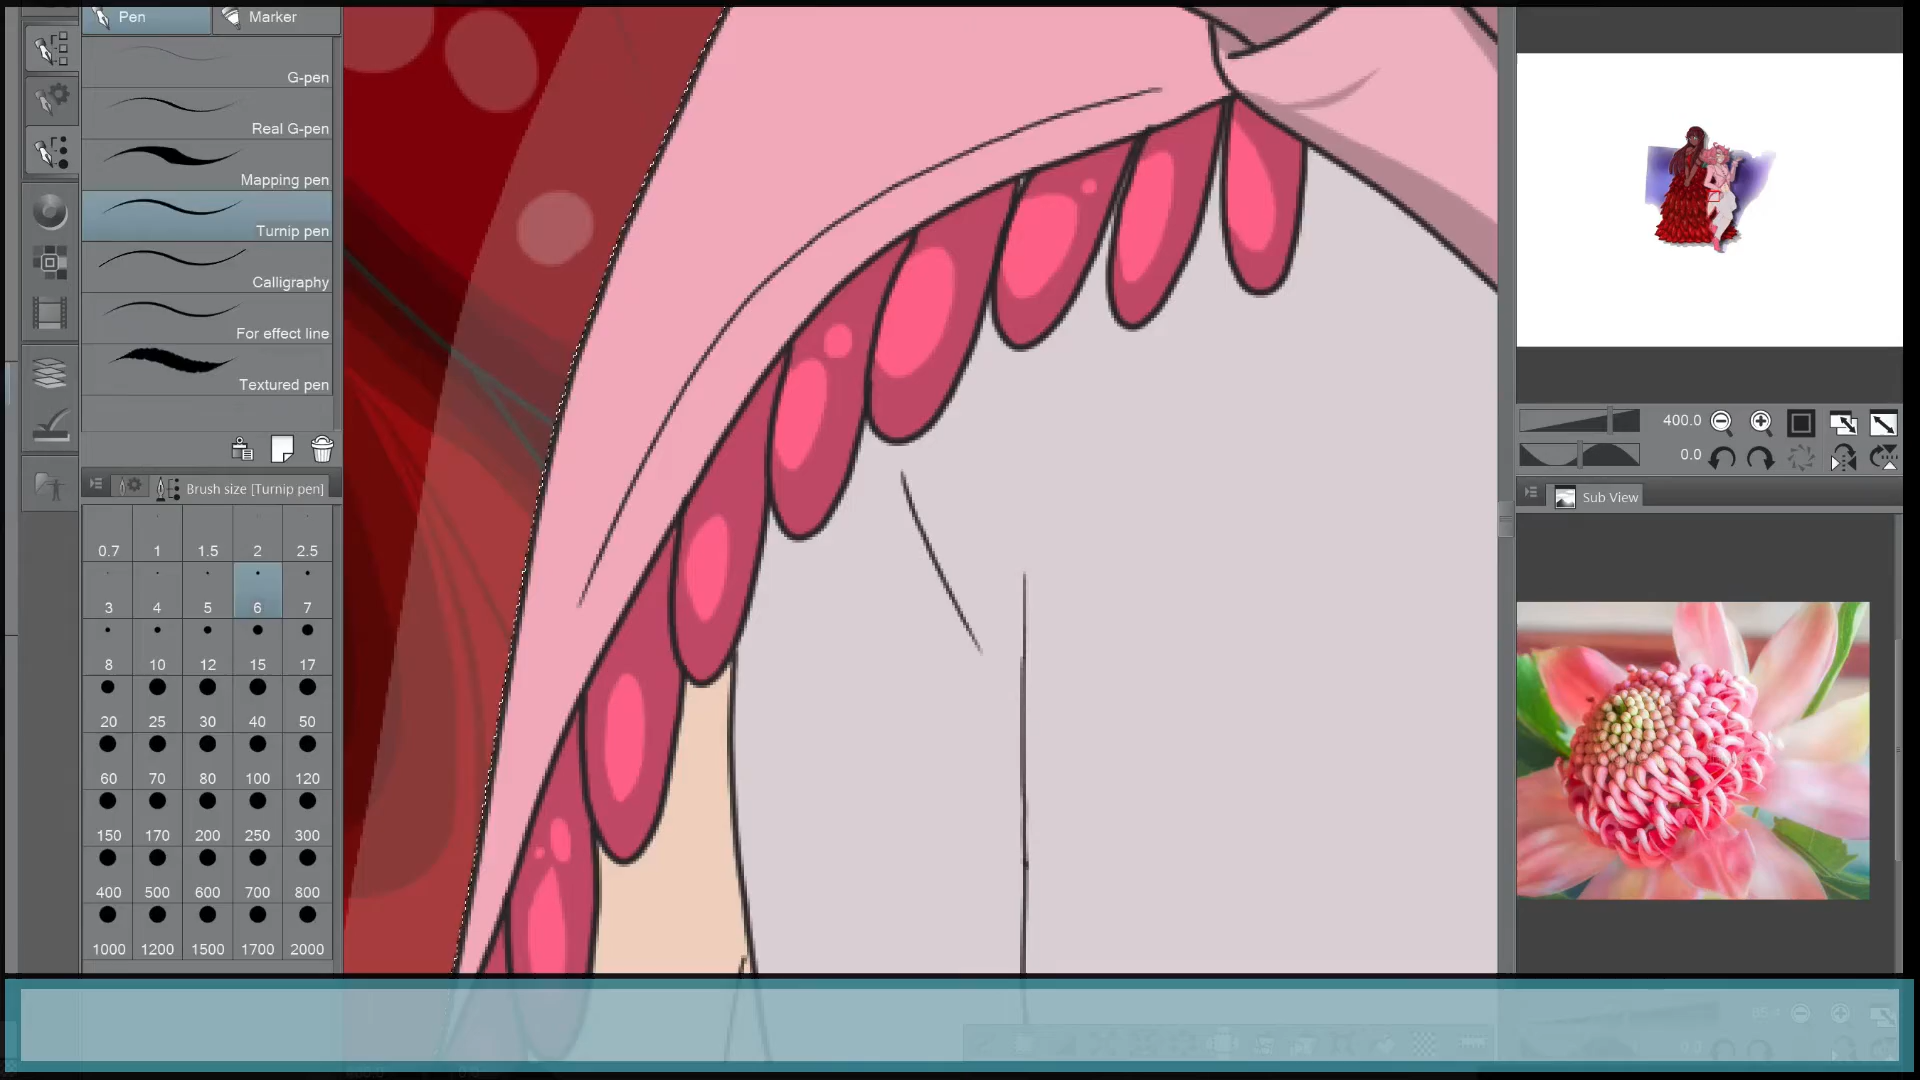 Pen Marker
G-pen
Real G-pen
Mapping pen
Turnip pen
Calligraphy
For effect line
Textured pen
Brush size [Turnip pen]
0.7 1 1.5 2 2.5
3 4 5 6 7
8 10 12 15 17
20 25 30 40 50
60 70 80 100 120
150 170 200 250 300
400 500 600 700 800
1000 1200 1500 1700 2000
400.0
0.0
Sub View